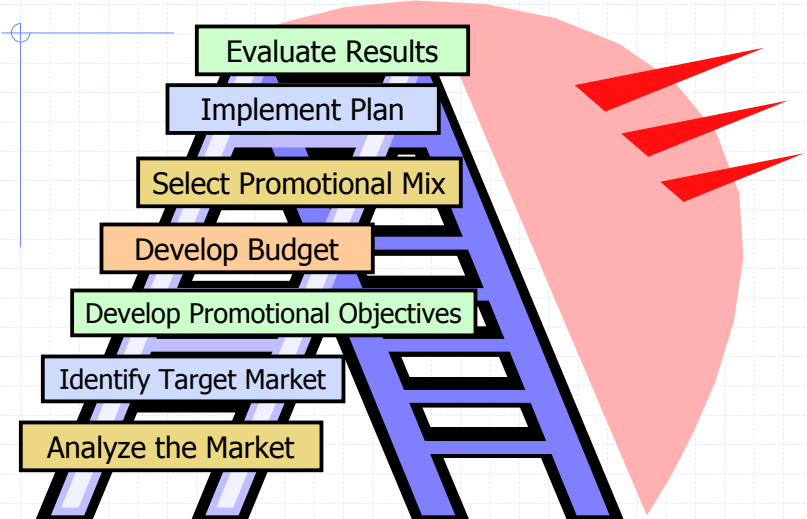 Evaluate Results
Implement Plan
Select Promotional Mix
Develop Budget
Develop Promotional Objectives
Identify Target Market
Analyze the Market